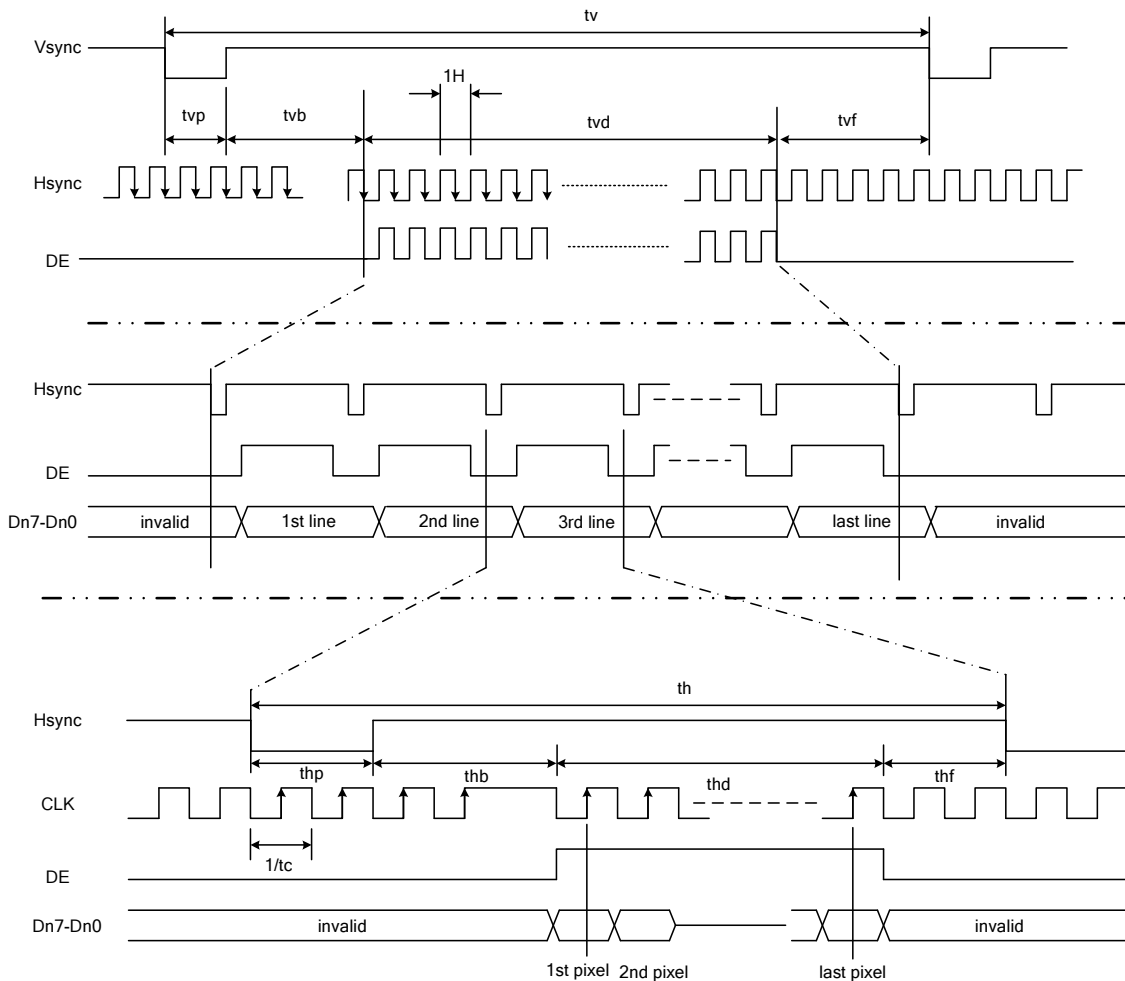 tv
Vsync
1H
tvp
tvb
tvd
tvf
Hsync
DE
Hsync
DE
Dn7-Dn0
invalid
1st line
2nd line
3rd line
last line
invalid
th
Hsync
thp
thb
thd
thf
CLK
1/tc
DE
Dn7-Dn0
invalid
invalid
1st pixel
2nd pixel
last pixel